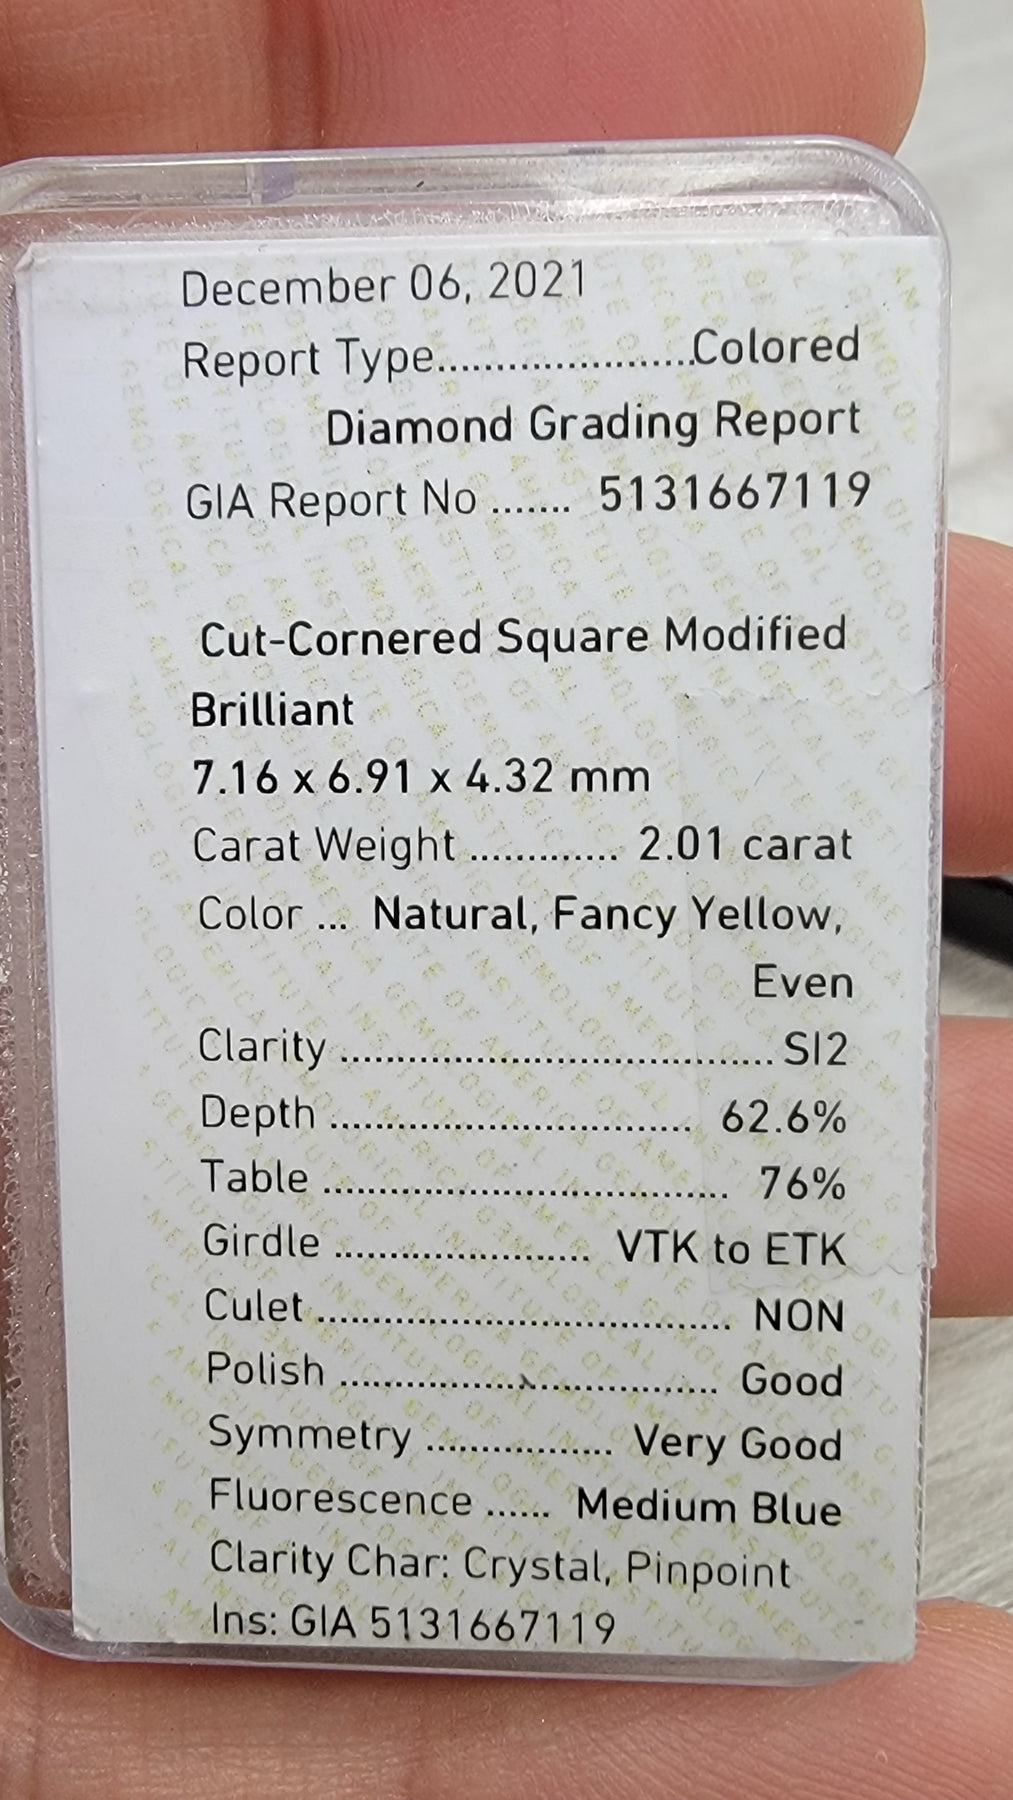 December 06, 2021
Report Type......................Colored
Diamond Grading Report
GIA Report No ....... 5131667119
Cut-Cornered Square Modified
Brilliant
7.16 x 6.91 x 4.32 mm
Carat Weight ............. 2.01 carat
Color ... Natural, Fancy Yellow,
Even
Clarity ...................................... SI2
Depth ................................ 62.6%
Table .................................... 76%
Girdle ....................... VTK to ETK
Culet ..................................... NON
Polish .................................. Good
Symmetry ................. Very Good
Fluorescence ...... Medium Blue
Clarity Char: Crystal, Pinpoint
Ins: GIA 5131667119